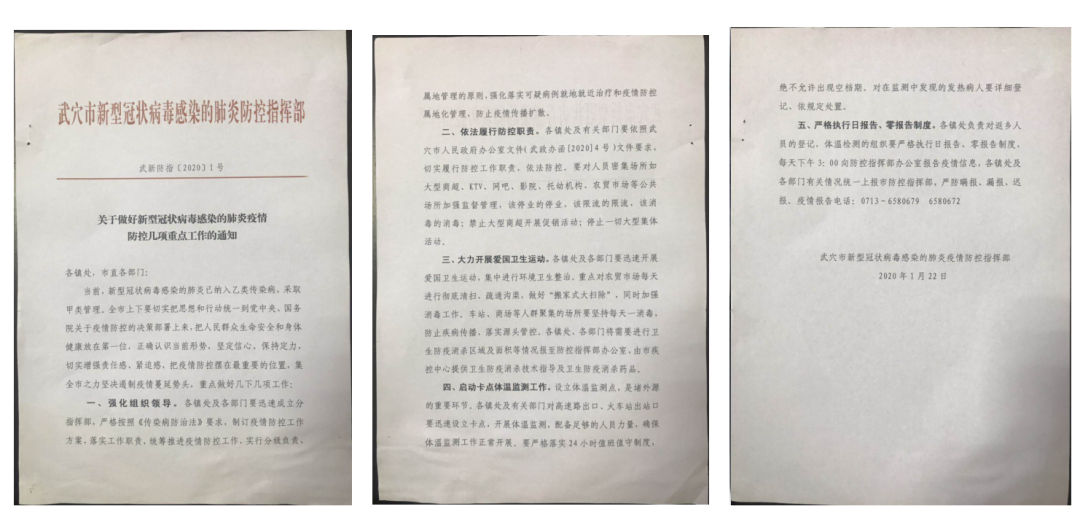 武穴市新型冠状病毒感染的肺炎防控指挥部
武新防指〔2020〕1号
关于做好新型冠状病毒感染的肺炎疫情
防控几项重点工作的通知
各镇处，市直各部门：
当前，新型冠状病毒感染的肺炎已纳入乙类传染病，采取
甲类管理。全市上下要切实把思想和行动统一到党中央、国务
院关于疫情防控的决策部署上来，把人民群众生命安全和身体
健康放在第一位，正确认识当前形势，坚定信心，保持定力，
切实增强责任感、紧迫感，把疫情防控摆在最重要的位置，集
全市之力坚决遏制疫情蔓延势头，重点做好几下几项工作：
一、强化组织领导。各镇处及各部门要迅速成立分
指挥部，严格按照《传染病防治法》要求，制订疫情防控工作
方案，落实工作职责，统筹推进疫情防控工作，实行分级负责、
属地管理的原则，强化落实可疑病例就地就近治疗和疫情防控
属地化管理，防止疫情传播扩散。
二、依法履行防控职责。各镇处及有关部门要依照武
穴市人民政府办公室文件(武政办函[2020]4号)文件要求，
切实履行防控工作职责，依法防控。要对人员密集场所如
大型商超、KTV、网吧、影院、托幼机构、农贸市场等公共
场所加强监督管理，该停业的停业，该限流的限流，该消
毒的消毒；禁止大型商超开展促销活动；停止一切大型集体
活动。
三、大力开展爱国卫生运动。各镇处及各部门要迅速开展
爱国卫生运动，集中进行环境卫生整治。重点对农贸市场每天
进行彻底清扫、疏通沟渠，做好“搬家式大扫除”，同时加强
消毒工作。车站、商场等人群聚集的场所要坚持每天一消毒，
防止疾病传播，落实源头管控。各镇处、各部门将需要进行卫
生防疫消杀区域及面积等情况报至防控指挥部办公室，由市疾
控中心提供卫生防疫消杀技术指导及卫生防疫消杀药品。
四、启动卡点体温监测工作。设立体温监测点，是堵外源
的重要环节。各镇处及有关部门对高速路出口、火车站出站口
要迅速设立卡点，开展体温监测，配备足够的人员力量，确保
体温监测工作正常开展。要严格落实24小时值班值守制度，
绝不允许出现空档期。对在监测中发现的发热病人要详细登
记、依规定处置。
五、严格执行日报告、零报告制度。各镇处负责对返乡人
员的登记，体温检测的组织要严格执行日报告、零报告制度，
每天下午3:00向防控指挥部办公室报告疫情信息，各镇处及
各部门有关情况统一上报市防控指挥部，严防瞒报、漏报、迟
报。疫情报告电话：0713-6580679 6580672
武穴市新型冠状病毒感染的肺炎疫情防控指挥部
2020年1月22日